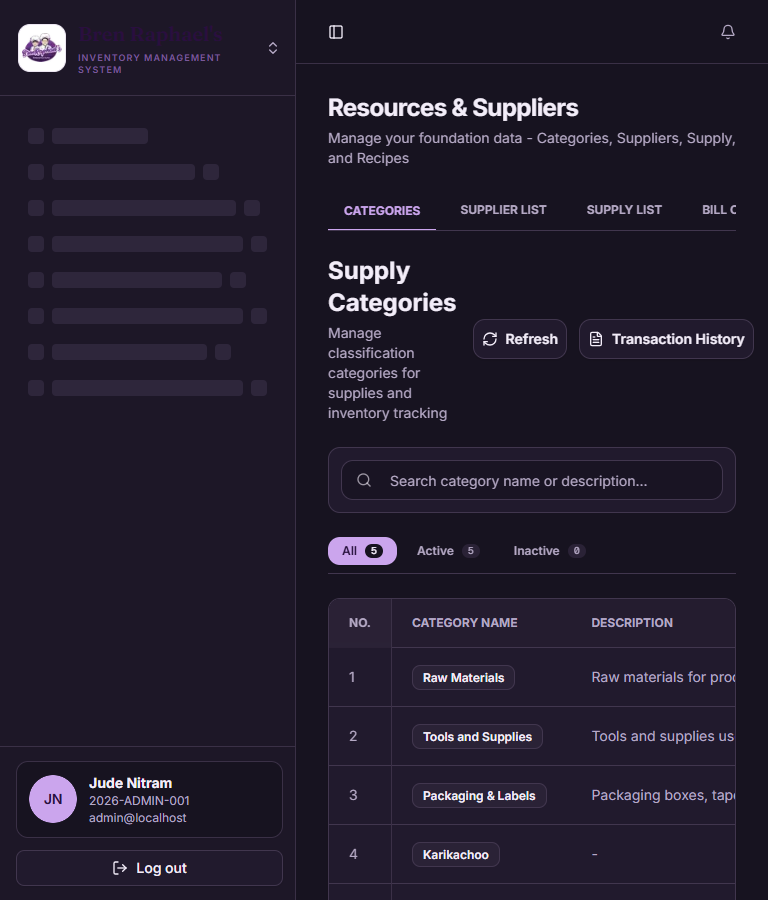 INVENTORY MANAGEMENT
SYSTEM
Resources & Suppliers
Manage your foundation data - Categories, Suppliers, Supply,
and Recipes
CATEGORIES SUPPLIER LIST SUPPLY LIST BILL
Supply
Categories
Manage
classification
categories for
supplies and
inventory tracking
Refresh Transaction History
Search category name or description...
All 5 Active 5 Inactive 0
NO. CATEGORY NAME DESCRIPTION
1 Raw Materials Raw materials for
2 Tools and Supplies Tools and supplies
3 Packaging & Labels Packaging boxes,
4 Karikachoo -
JN
Jude Nitram
2026-ADMIN-001
admin@localhost
Log out